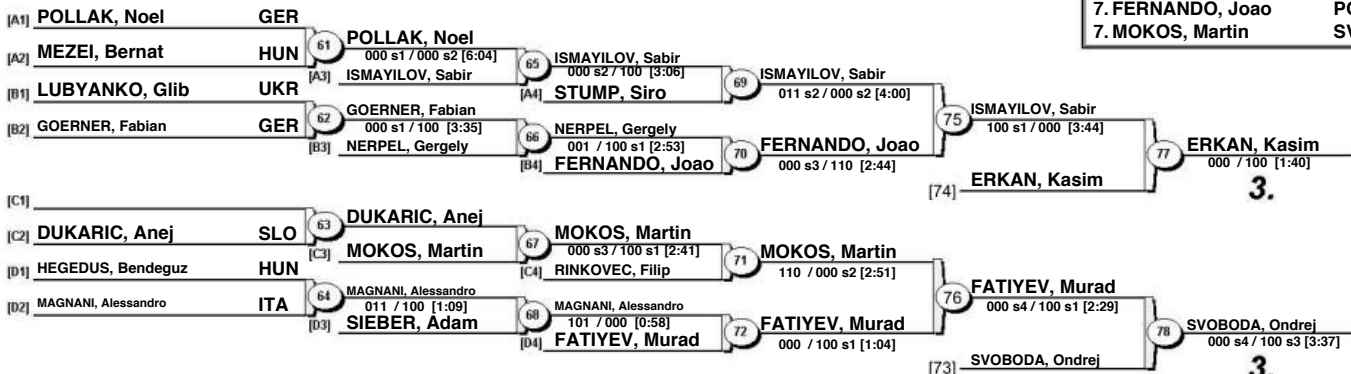 7. FERNANDO, Joao PO
7. MOKOS, Martin SV
[A1] POLLAK, Noel GER
[A2] MEZEI, Bernat HUN
61 POLLAK, Noel
000 s1 / 000 s2 [6:04]
[A3] ISMAYILOV, Sabir
65 ISMAYILOV, Sabir
000 s2 / 100 [3:06]
[A4] STUMP, Siro
69 ISMAYILOV, Sabir
011 s2 / 000 s2 [4:00]
[B1] LUBYANKO, Glib UKR
[B2] GOERNER, Fabian GER
62 GOERNER, Fabian
000 s1 / 100 [3:35]
[B3] NERPEL, Gergely
66 NERPEL, Gergely
001 / 100 s1 [2:53]
[B4] FERNANDO, Joao
70 FERNANDO, Joao
000 s3 / 110 [2:44]
75 ISMAYILOV, Sabir
100 s1 / 000 [3:44]
[74] ERKAN, Kasim
77 ERKAN, Kasim
000 / 100 [1:40]
3.
[C1]
[C2] DUKARIC, Anej SLO
63 DUKARIC, Anej
[C3] MOKOS, Martin
67 MOKOS, Martin
000 s3 / 100 s1 [2:41]
[C4] RINKOVEC, Filip
71 MOKOS, Martin
110 / 000 s2 [2:51]
[D1] HEGEDUS, Bendeguz HUN
[D2] MAGNANI, Alessandro ITA
64 MAGNANI, Alessandro
011 / 100 [1:09]
[D3] SIEBER, Adam
68 MAGNANI, Alessandro
101 / 000 [0:58]
[D4] FATIYEV, Murad
72 FATIYEV, Murad
000 / 100 s1 [1:04]
76 FATIYEV, Murad
000 s4 / 100 s1 [2:29]
[73] SVOBODA, Ondrej
78 SVOBODA, Ondrej
000 s4 / 100 s3 [3:37]
3.